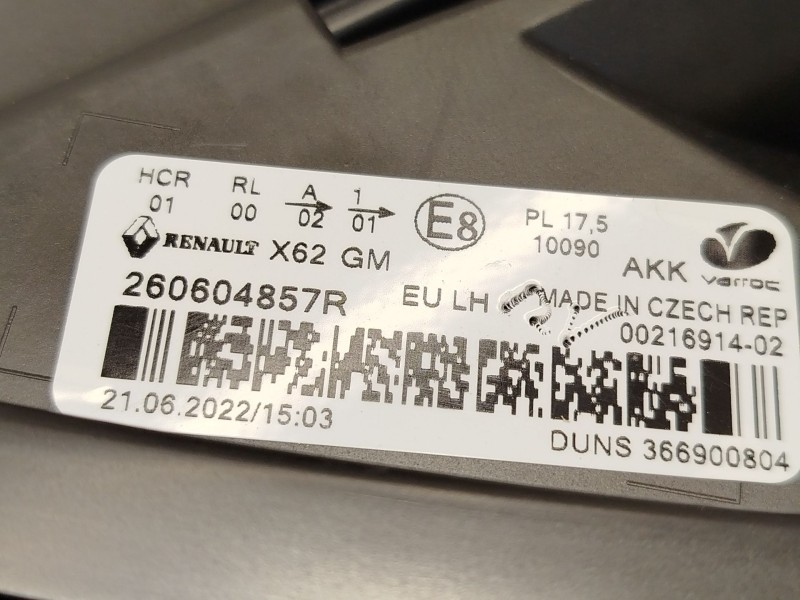 HCR RL A 1
01 00 02 01
E8
PL 17,5
10090
RENAULT X62 GM
AKK varroc
260604857R EU LH MADE IN CZECH REP
00216914-02
21.06.2022/15:03
DUNS 366900804